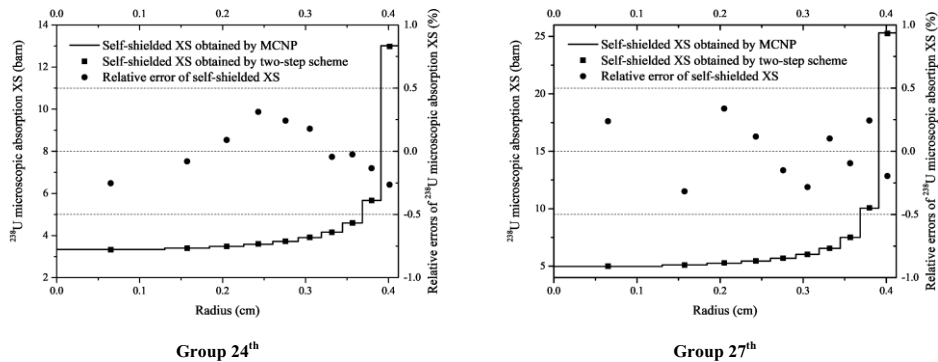 0.0 0.1 0.2 0.3 0.4
14
12
10
8
6
4
2
1.0
0.5
0.0
-0.5
-1.0
Self-shielded XS obtained by MCNP
Self-shielded XS obtained by two-step scheme
Relative error of self-shielded XS
²³⁸U microscopic absorption XS (barn)
Relative errors of ²³⁸U microscopic absorption XS (%)
0.0 0.1 0.2 0.3 0.4
Radius (cm)
Group 24ᵗʰ
0.0 0.1 0.2 0.3 0.4
25
20
15
10
5
1.0
0.5
0.0
-0.5
-1.0
Self-shielded XS obtained by MCNP
Self-shielded XS obtained by two-step scheme
Relative error of self-shielded XS
²³⁸U microscopic absorption XS (barn)
Relative errors of ²³⁸U microscopic absortipn XS (%)
0.0 0.1 0.2 0.3 0.4
Radius (cm)
Group 27ᵗʰ